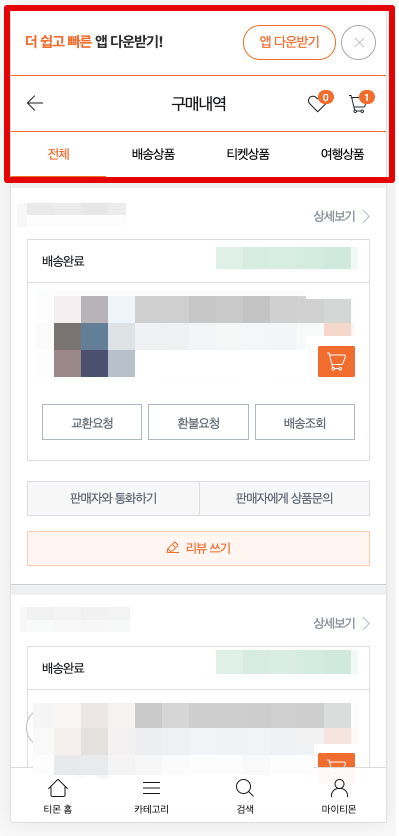 더 쉽고 빠른 앱 다운받기! 앱 다운받기
구매내역 0 1
전체 배송상품 티켓상품 여행상품
상세보기
배송완료
교환요청 환불요청 배송조회
판매자와 통화하기 판매자에게 상품문의
리뷰 쓰기
상세보기
배송완료
티몬 홈 카테고리 검색 마이티몬